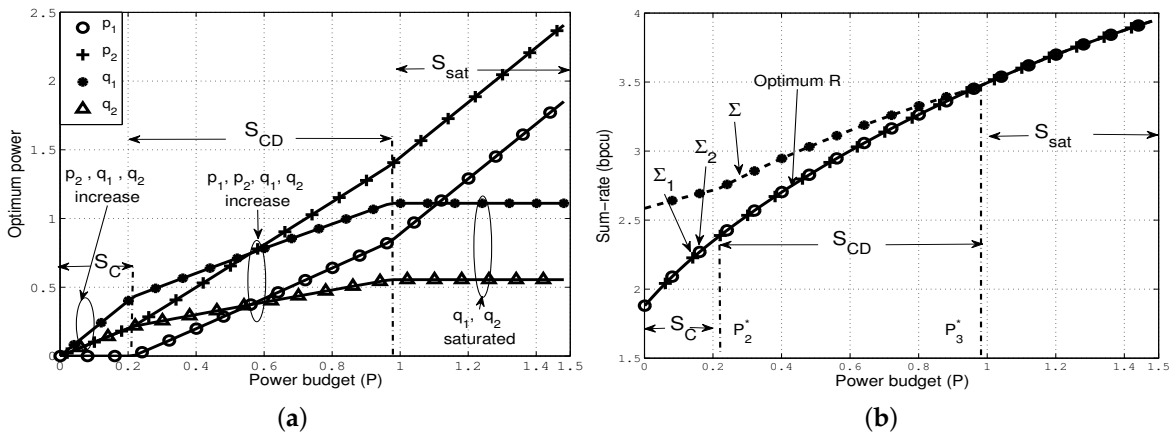 2.5
2
1.5
1
0.5
0
0 0.2 0.4 0.6 0.8 1 1.2 1.4 1.5
Optimum power
Power budget (P)
p1
p2
q1
q2
Ssat
SCD
p2 , q1 , q2
increase
p1, p2, q1, q2
increase
SC
q1, q2
saturated
(a)
4
3.5
3
2.5
2
1.5
0 0.2 0.4 0.6 0.8 1 1.2 1.4 1.5
Sum-rate (bpcu)
Power budget (P)
Optimum R
Σ
Σ2
Σ1
Ssat
SCD
SC
P2*
P3*
(b)